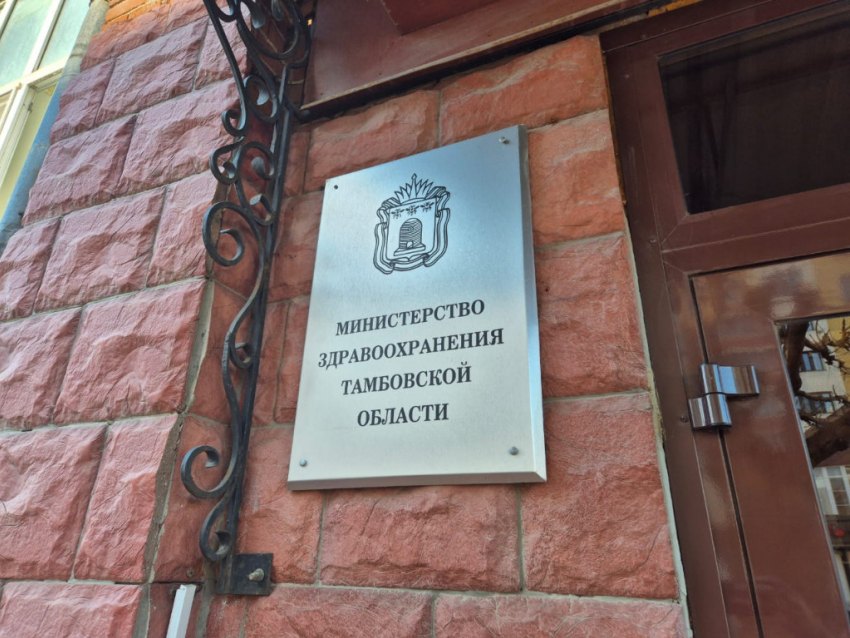 МИНИСТЕРСТВО
ЗДРАВООХРАНЕНИЯ
ТАМБОВСКОЙ
ОБЛАСТИ